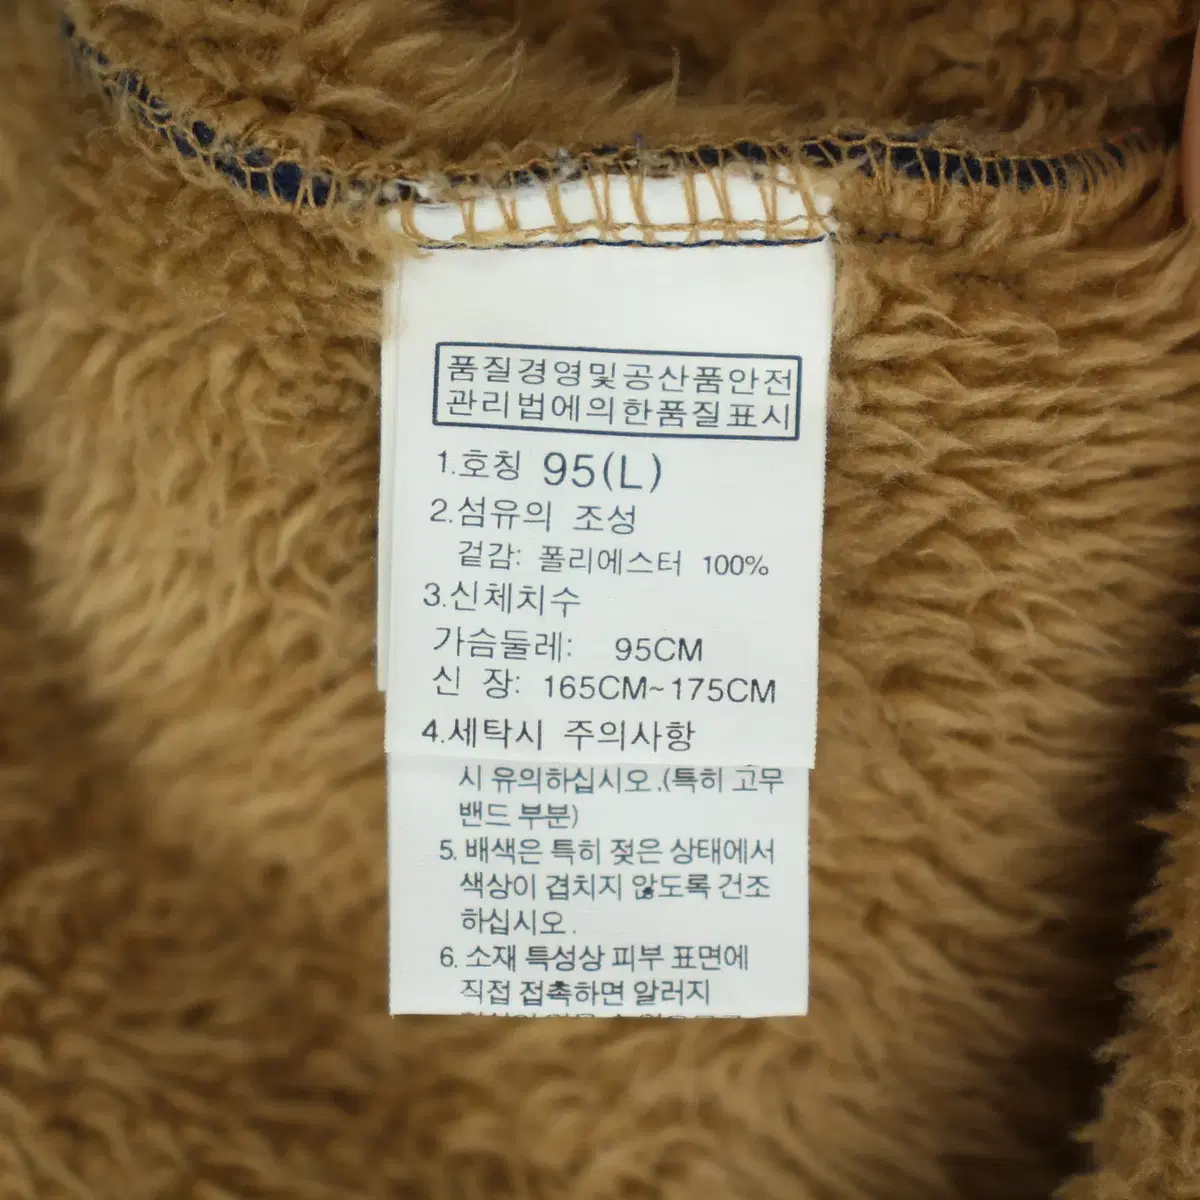 품질경영및공산품안전
관리법에의한품질표시
1.호칭 95(L)
2.섬유의 조성
겉감: 폴리에스터 100%
3.신체치수
가슴둘레: 95CM
신 장: 165CM~175CM
4.세탁시 주의사항
시 유의하십시오.(특히 고무
밴드 부분)
5. 배색은 특히 젖은 상태에서
색상이 겹치지 않도록 건조
하십시오.
6. 소재 특성상 피부 표면에
직접 접촉하면 알러지